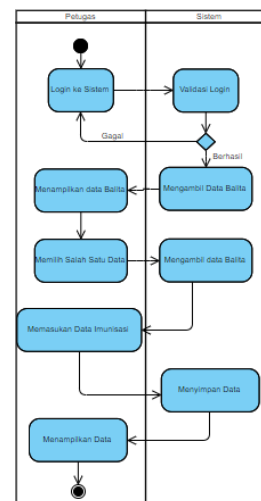 Petugas
Sistem
Login ke Sistem
Validasi Login
Gagal
Berhasil
Menampilkan data Balita
Mengambil Data Balita
Memilih Salah Satu Data
Mengambil data Balita
Memasukan Data Imunisasi
Menyimpan Data
Menampilkan Data